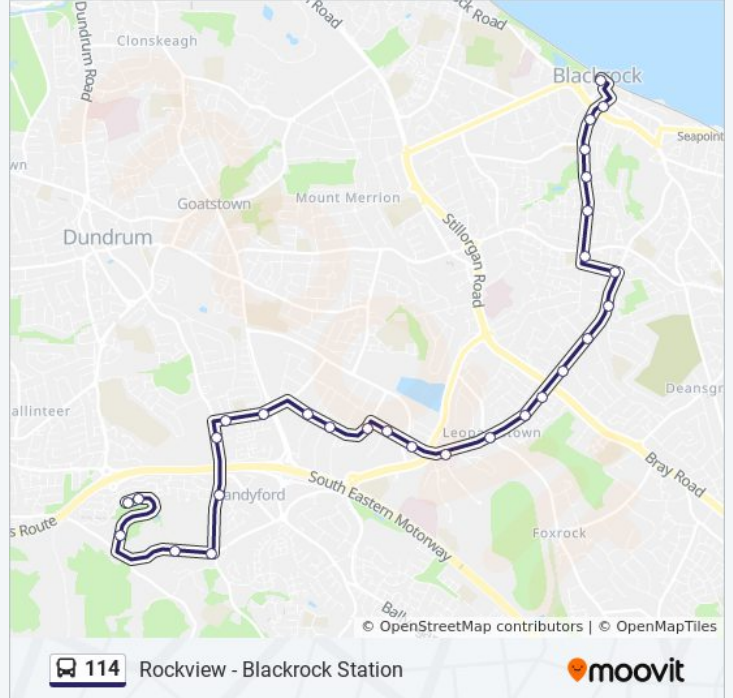 Road
ck Road
Dundrum Road
Clonskeagh
Blackrock
Seapoint
wn
Mount Merrion
Goatstown
Dundrum
Stillorgan Road
Deansgr
allinteer
Leopardstown
Bray Road
South Eastern Motorway
andyford
s Route
Foxrock
Ball
© OpenStreetMap contributors | © OpenMapTiles
114 Rockview - Blackrock Station
moovit